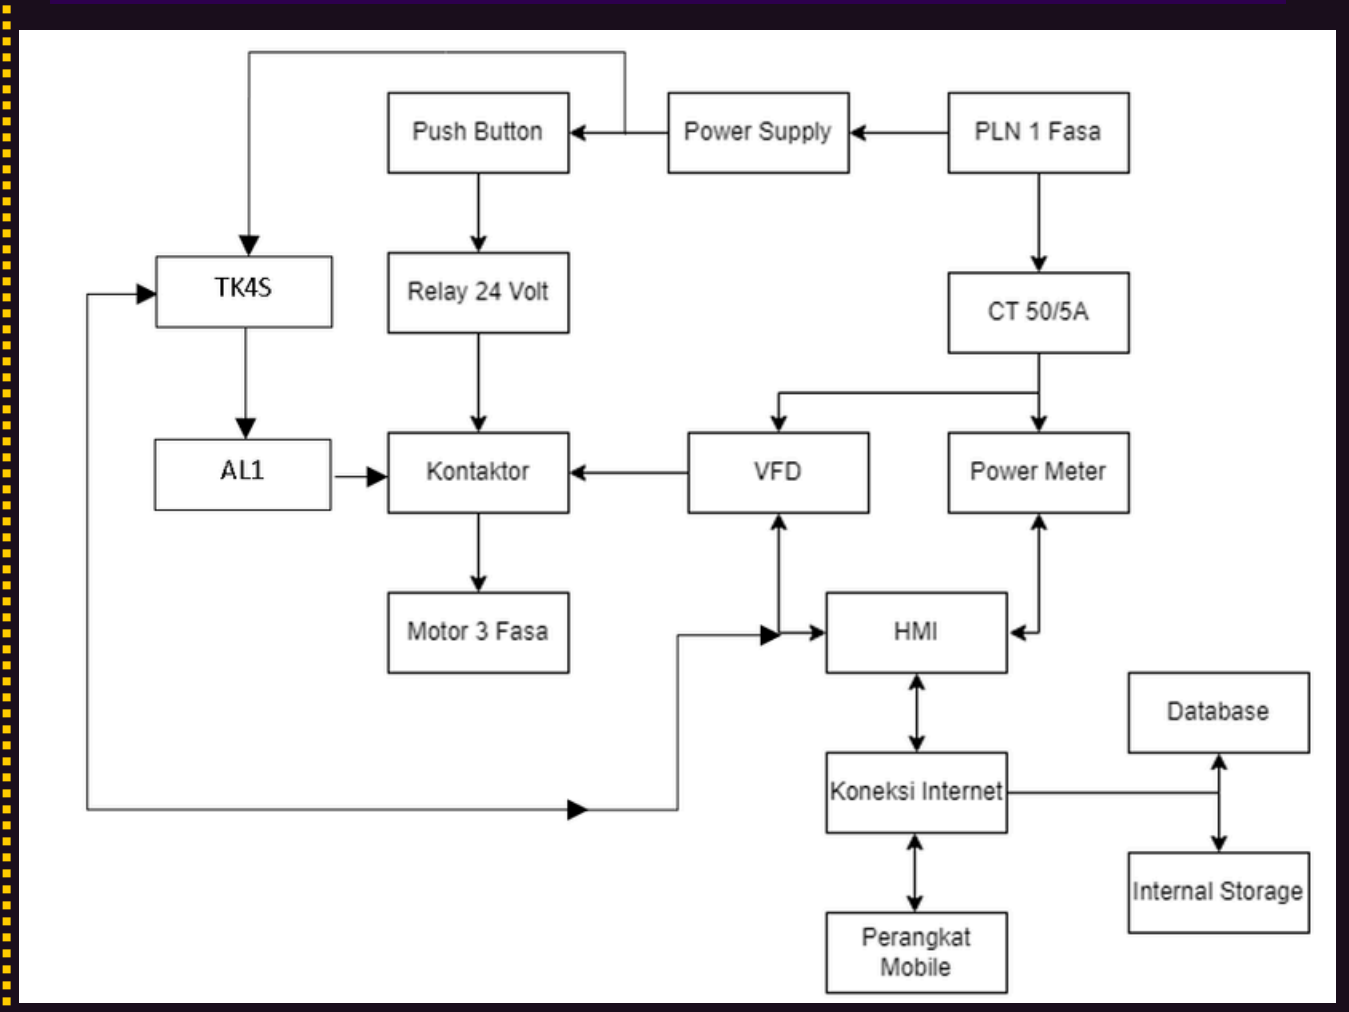 Push Button
Power Supply
PLN 1 Fasa
TK4S
Relay 24 Volt
CT 50/5A
AL1
Kontaktor
VFD
Power Meter
Motor 3 Fasa
HMI
Database
Koneksi Internet
Internal Storage
Perangkat
Mobile